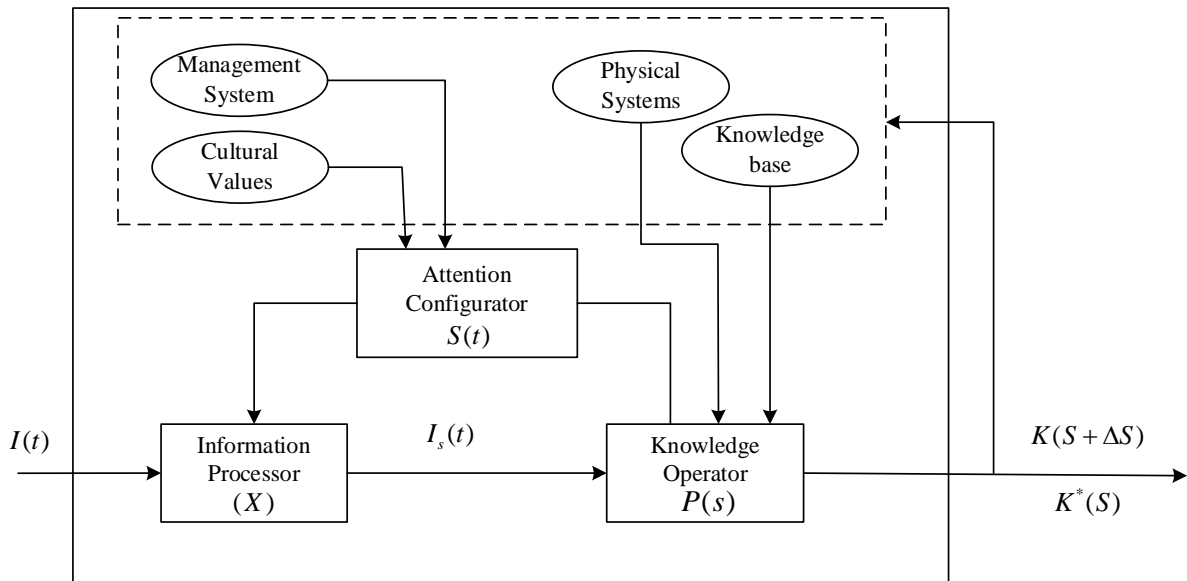 Management
System
Cultural
Values
Physical
Systems
Knowledge
base
Attention
Configurator
S(t)
I(t)
Information
Processor
(X)
I_s(t)
Knowledge
Operator
P(s)
K(S + ΔS)
K^*(S)